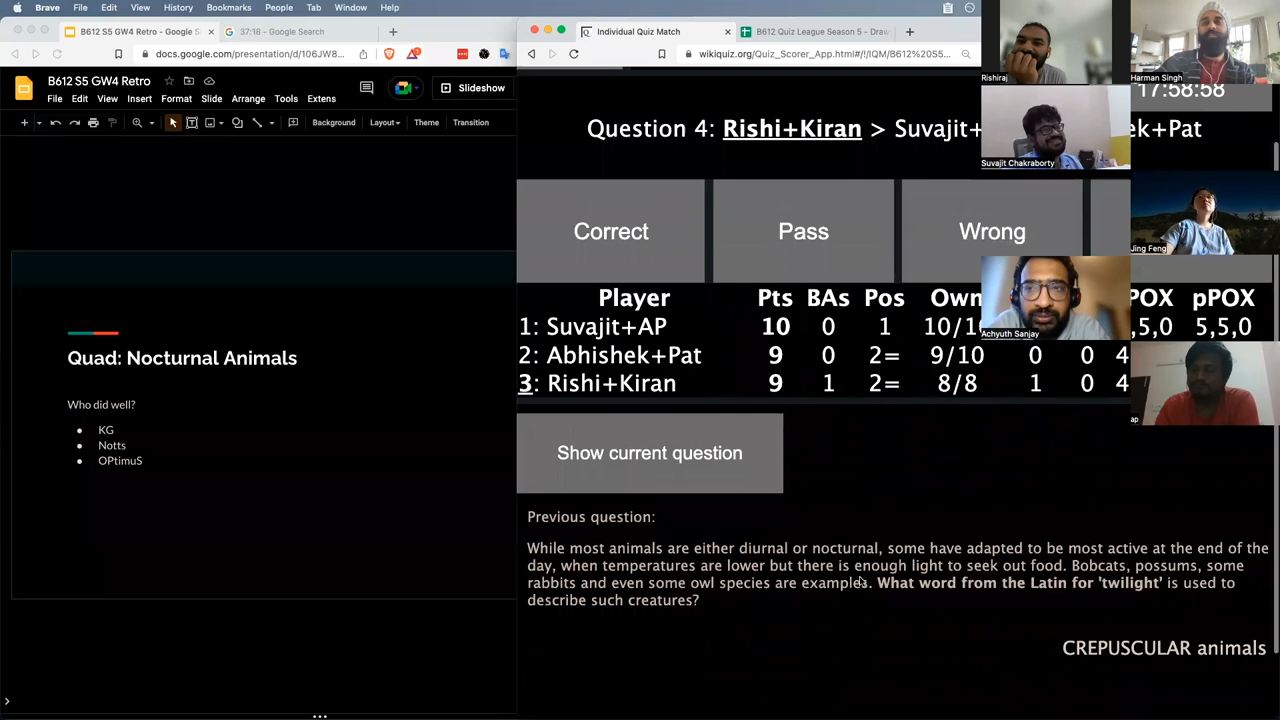 Brave File Edit View History Bookmarks People Tab Window Help
B612 S5 GW4 Retro - Google S
37:18 - Google Search
docs.google.com/presentation/d/106JW8...
B612 S5 GW4 Retro
File Edit View Insert Format Slide Arrange Tools Extens
Slideshow
Background Layout Theme Transition
Quad: Nocturnal Animals
Who did well?
● KG
● Notts
● OPtimuS
Individual Quiz Match
B612 Quiz League Season 5 - Draw
wikiquiz.org/Quiz_Scorer_App.html#/!/IQM/B612%20S5...
17:58:58
Question 4: Rishi+Kiran > Suvajit+ ek+Pat
Correct
Pass
Wrong
Player Pts BAs Pos Own POX pPOX
1: Suvajit+AP 10 0 1 10/10 ,5,0 5,5,0
2: Abhishek+Pat 9 0 2= 9/10 0 0 4
3: Rishi+Kiran 9 1 2= 8/8 1 0 4
Show current question
Previous question:
While most animals are either diurnal or nocturnal, some have adapted to be most active at the end of the
day, when temperatures are lower but there is enough light to seek out food. Bobcats, possums, some
rabbits and even some owl species are examples. What word from the Latin for 'twilight' is used to
describe such creatures?
CREPUSCULAR animals
Rishiraj
Harman Singh
Suvajit Chakraborty
Jing Feng
Achyuth Sanjay
ap